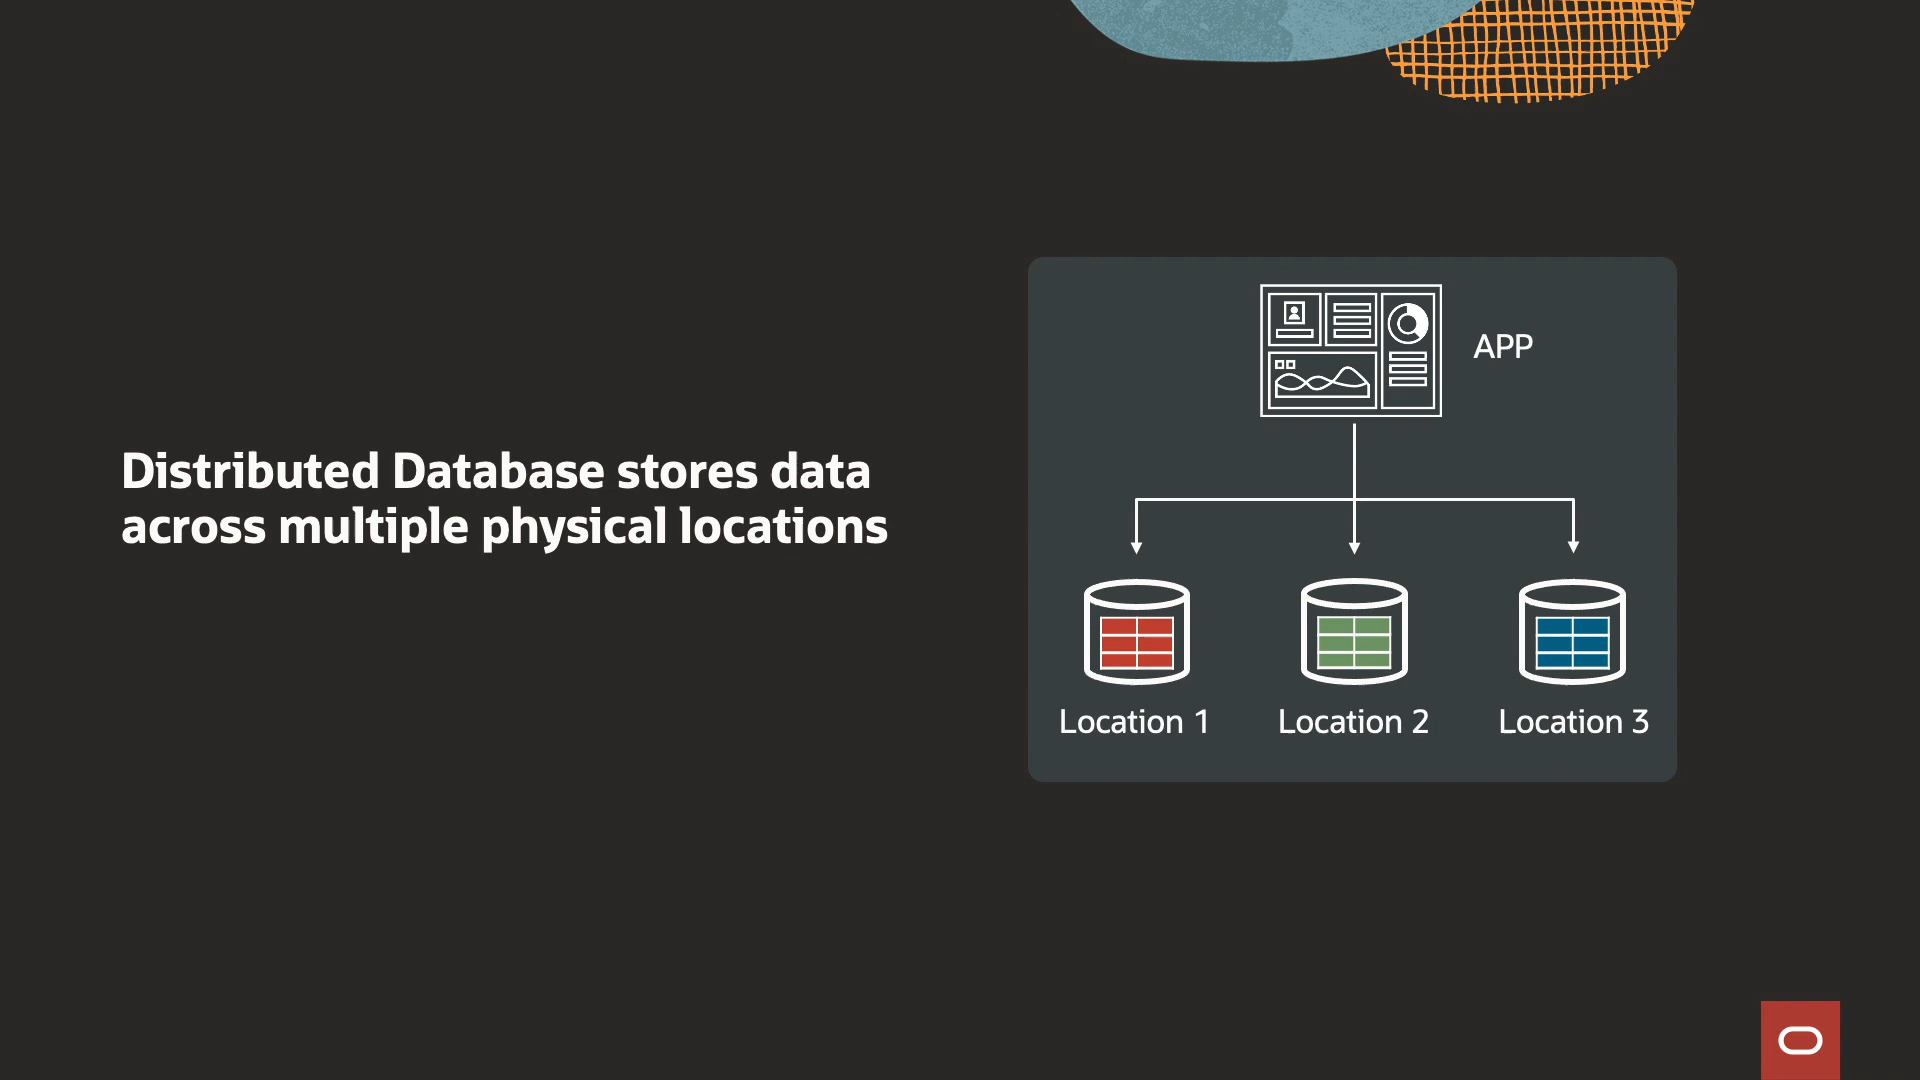 Distributed Database stores data
across multiple physical locations
APP
Location 1
Location 2
Location 3